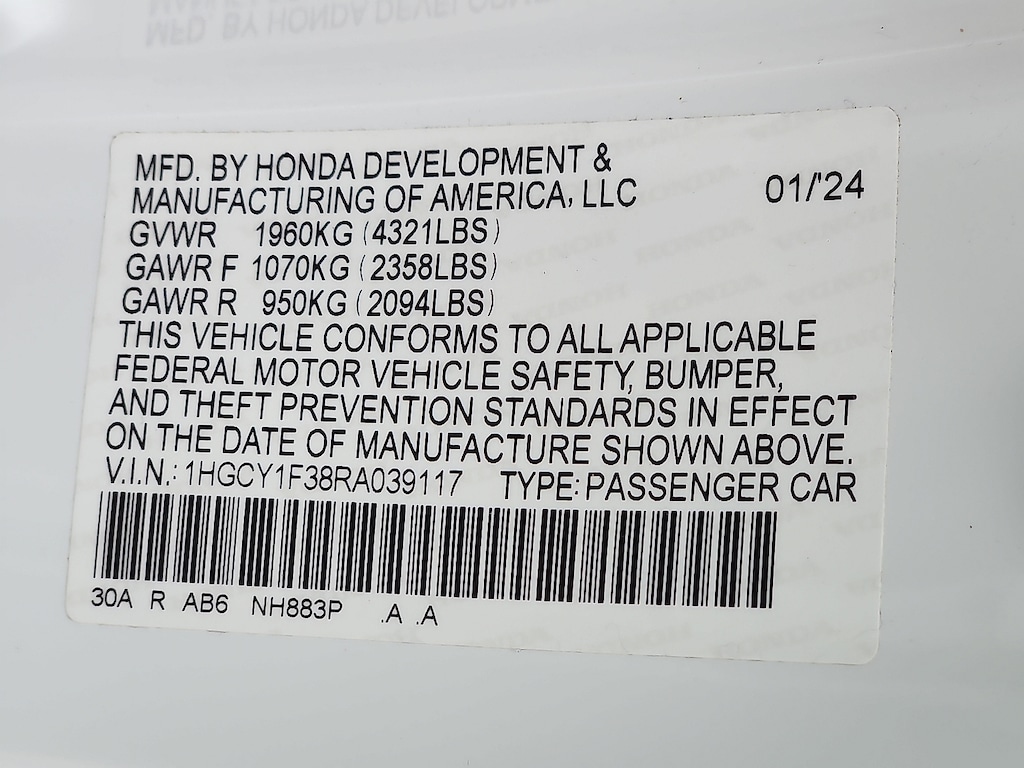 MFD. BY HONDA DEVELOPMENT &
MANUFACTURING OF AMERICA, LLC 01/'24
GVWR 1960KG (4321LBS)
GAWR F 1070KG (2358LBS)
GAWR R 950KG (2094LBS)
THIS VEHICLE CONFORMS TO ALL APPLICABLE
FEDERAL MOTOR VEHICLE SAFETY, BUMPER,
AND THEFT PREVENTION STANDARDS IN EFFECT
ON THE DATE OF MANUFACTURE SHOWN ABOVE.
V.I.N.: 1HGCY1F38RA039117 TYPE: PASSENGER CAR
30A R AB6 NH883P .A .A